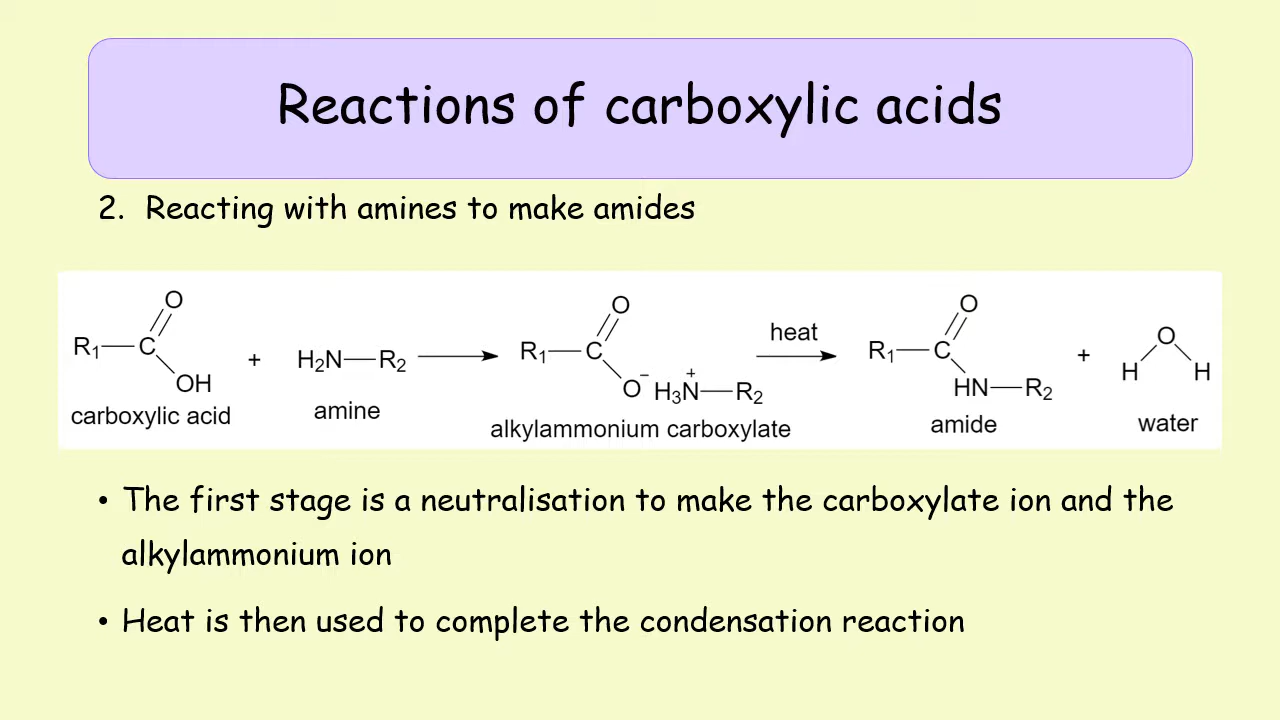 Reactions of carboxylic acids
2. Reacting with amines to make amides
R₁ C O OH + H₂N R₂ R₁ C O O⁻ H₃N⁺ R₂ heat R₁ C O HN R₂ + O H H
carboxylic acid amine alkylammonium carboxylate amide water
• The first stage is a neutralisation to make the carboxylate ion and the
alkylammonium ion
• Heat is then used to complete the condensation reaction